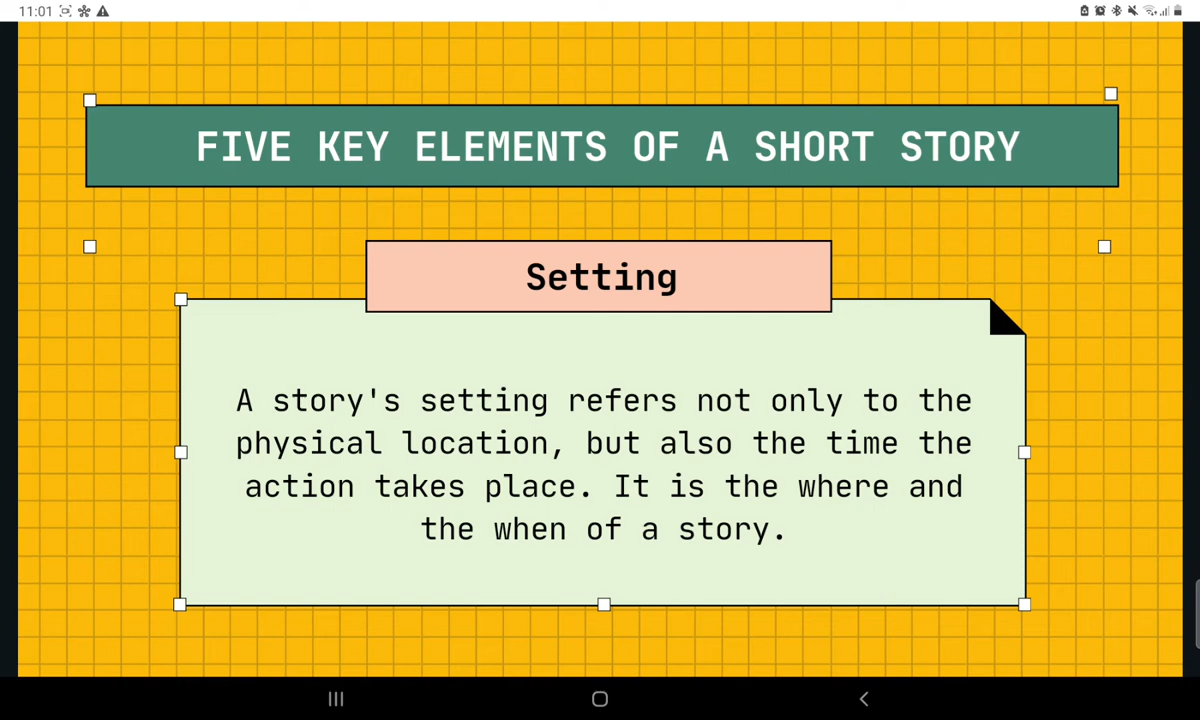 11:01
FIVE KEY ELEMENTS OF A SHORT STORY
Setting
A story's setting refers not only to the
physical location, but also the time the
action takes place. It is the where and
the when of a story.